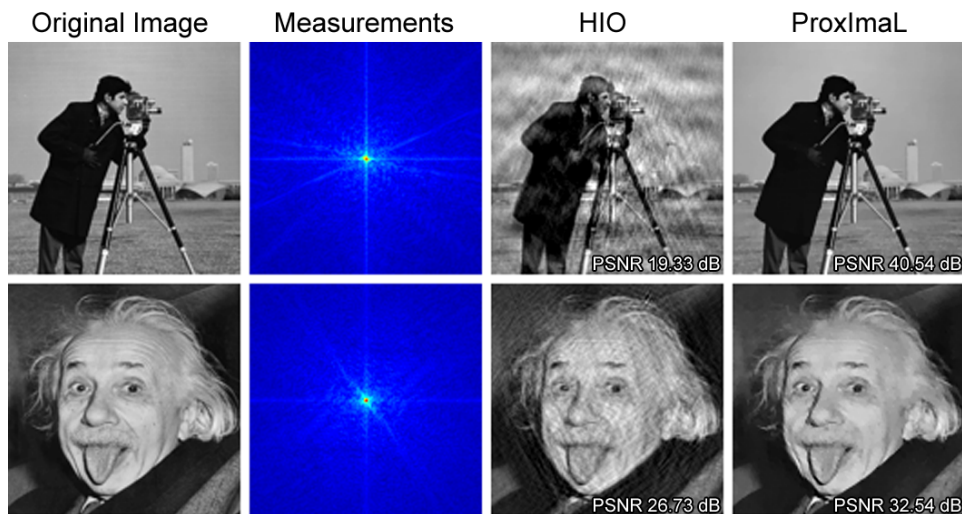 Original Image Measurements HIO ProxImaL
PSNR 19.33 dB PSNR 40.54 dB
PSNR 26.73 dB PSNR 32.54 dB